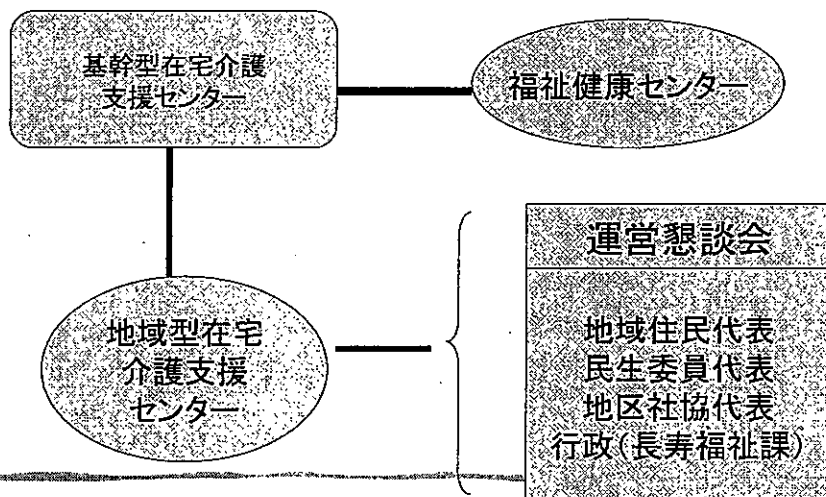 基幹型在宅介護
支援センター
福祉健康センター
運営懇談会
地域型在宅
介護支援
センター
地域住民代表
民生委員代表
地区社協代表
行政(長寿福祉課)